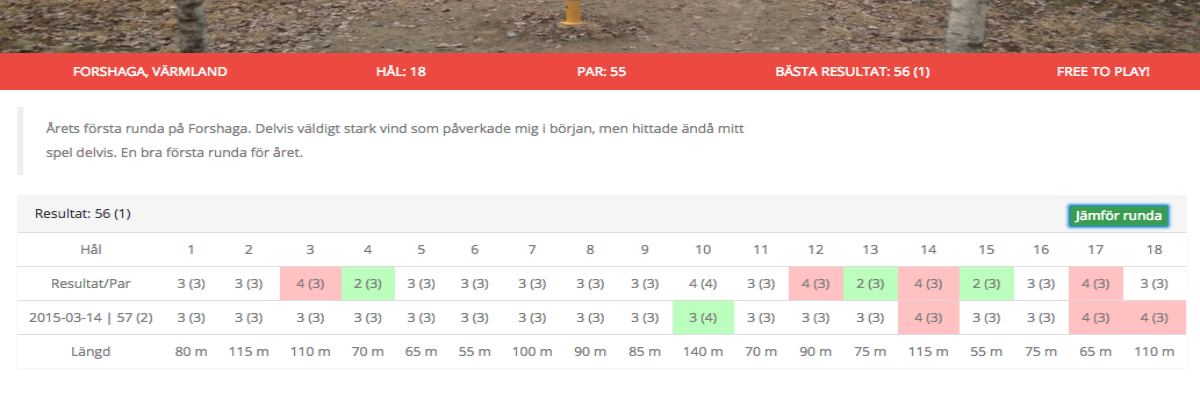 FORSHAGA, VÄRMLAND HÅL: 18 PAR: 55 BÄSTA RESULTAT: 56 (1) FREE TO PLAY!
Årets första runda på Forshaga. Delvis väldigt stark vind som påverkade mig i början, men hittade ändå mitt
spel delvis. En bra första runda för året.
Resultat: 56 (1) Jämför runda
Hål 1 2 3 4 5 6 7 8 9 10 11 12 13 14 15 16 17 18
Resultat/Par 3 (3) 3 (3) 4 (3) 2 (3) 3 (3) 3 (3) 3 (3) 3 (3) 3 (3) 4 (4) 3 (3) 4 (3) 2 (3) 4 (3) 2 (3) 3 (3) 4 (3) 3 (3)
2015-03-14 | 57 (2) 3 (3) 3 (3) 3 (3) 3 (3) 3 (3) 3 (3) 3 (3) 3 (3) 3 (3) 3 (4) 3 (3) 3 (3) 3 (3) 4 (3) 3 (3) 3 (3) 4 (3) 4 (3)
Längd 80 m 115 m 110 m 70 m 65 m 55 m 100 m 90 m 85 m 140 m 70 m 90 m 75 m 115 m 55 m 75 m 65 m 110 m